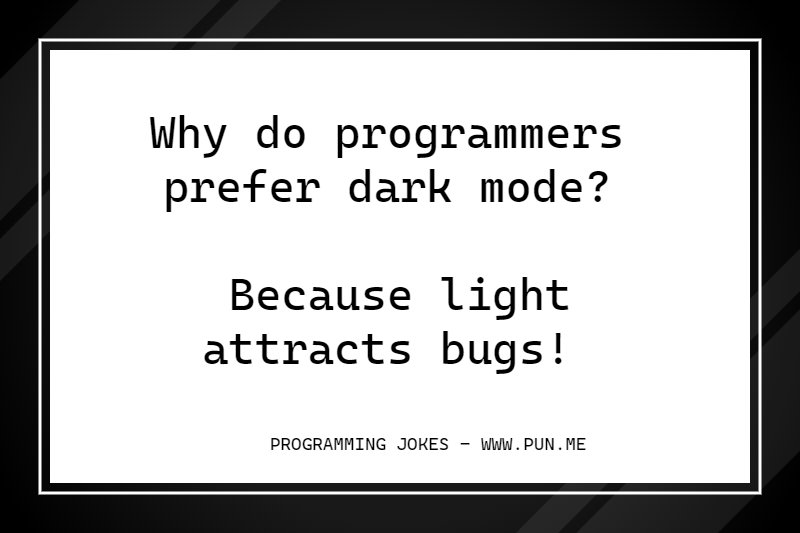 Why do programmers
prefer dark mode?
Because light
attracts bugs!
PROGRAMMING JOKES – WWW.PUN.ME